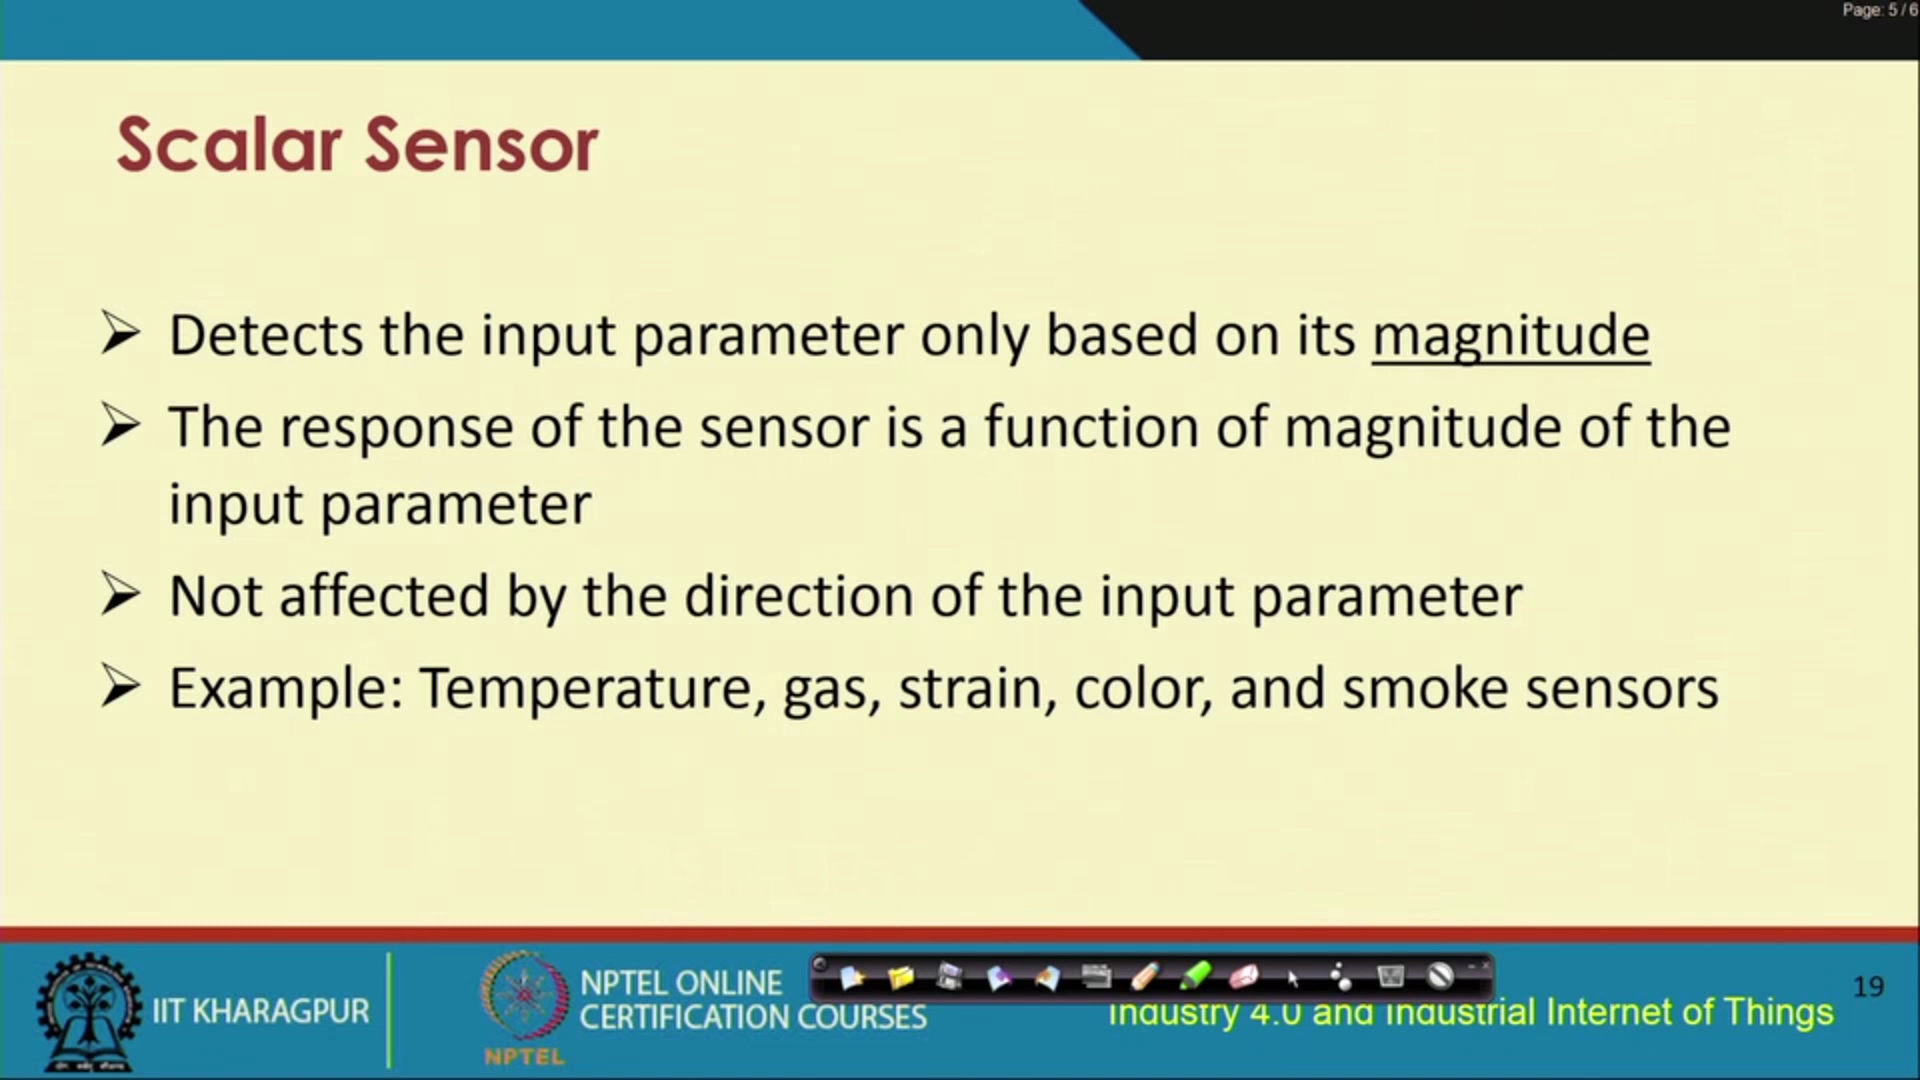 Page: 5 / 6
Scalar Sensor
Detects the input parameter only based on its magnitude
The response of the sensor is a function of magnitude of the
input parameter
Not affected by the direction of the input parameter
Example: Temperature, gas, strain, color, and smoke sensors
IIT KHARAGPUR
NPTEL
NPTEL ONLINE
CERTIFICATION COURSES
Industry 4.0 and Industrial Internet of Things
19